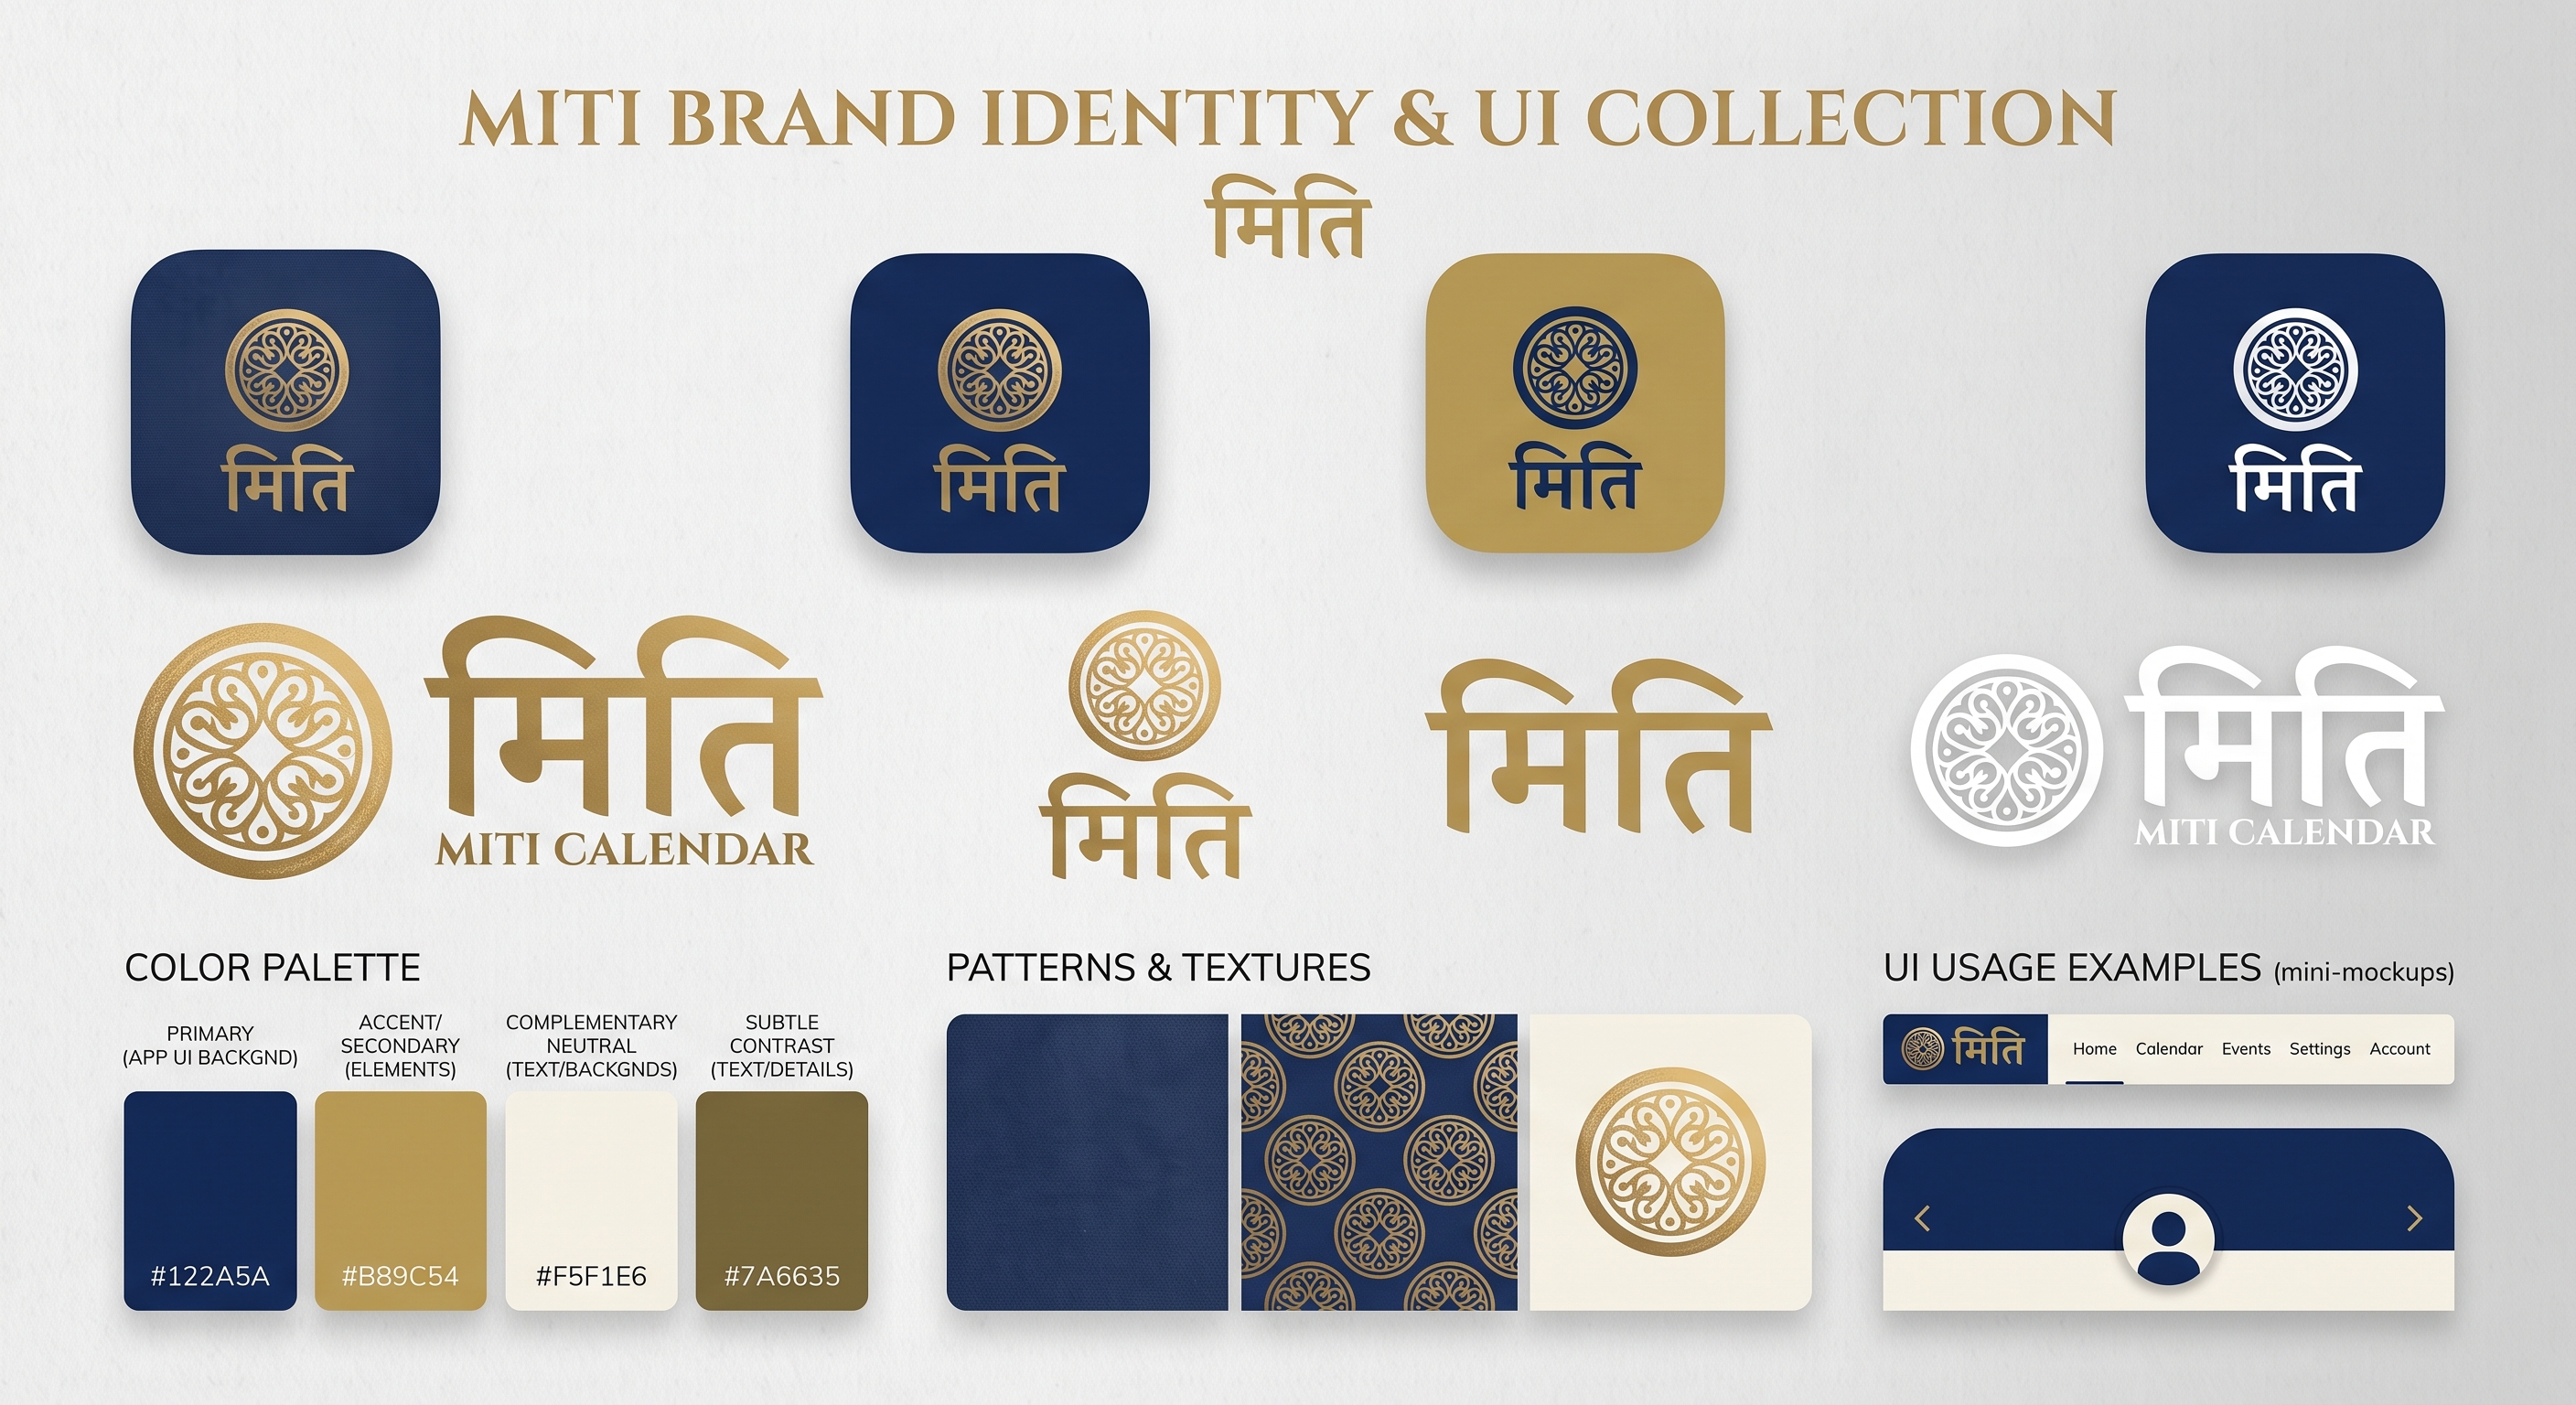 MITI BRAND IDENTITY & UI COLLECTION
मिति
मिति
मिति
मिति
मिति
मिति
MITI CALENDAR
मिति
मिति
मिति
MITI CALENDAR
COLOR PALETTE
PRIMARY
(APP UI BACKGND)
#122A5A
ACCENT/
SECONDARY
(ELEMENTS)
#B89C54
COMPLEMENTARY
NEUTRAL
(TEXT/BACKGNDS)
#F5F1E6
SUBTLE
CONTRAST
(TEXT/DETAILS)
#7A6635
PATTERNS & TEXTURES
UI USAGE EXAMPLES (mini-mockups)
मिति Home Calendar Events Settings Account